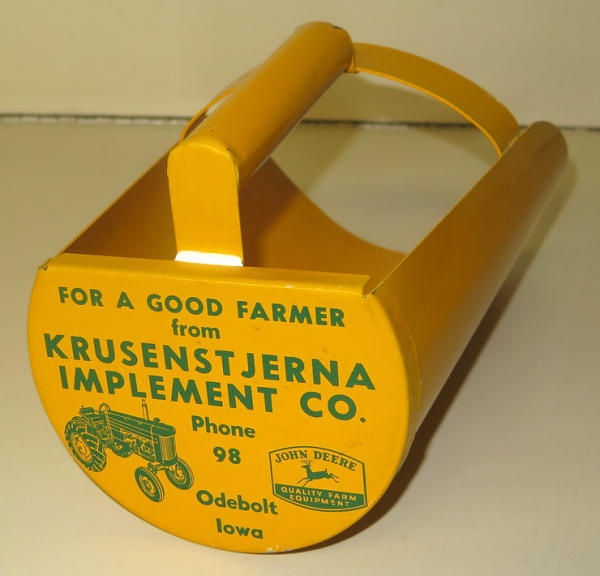 FOR A GOOD FARMER
from
KRUSENSTJERNA
IMPLEMENT CO.
Phone
98
JOHN DEERE
QUALITY FARM
EQUIPMENT
Odebolt
Iowa